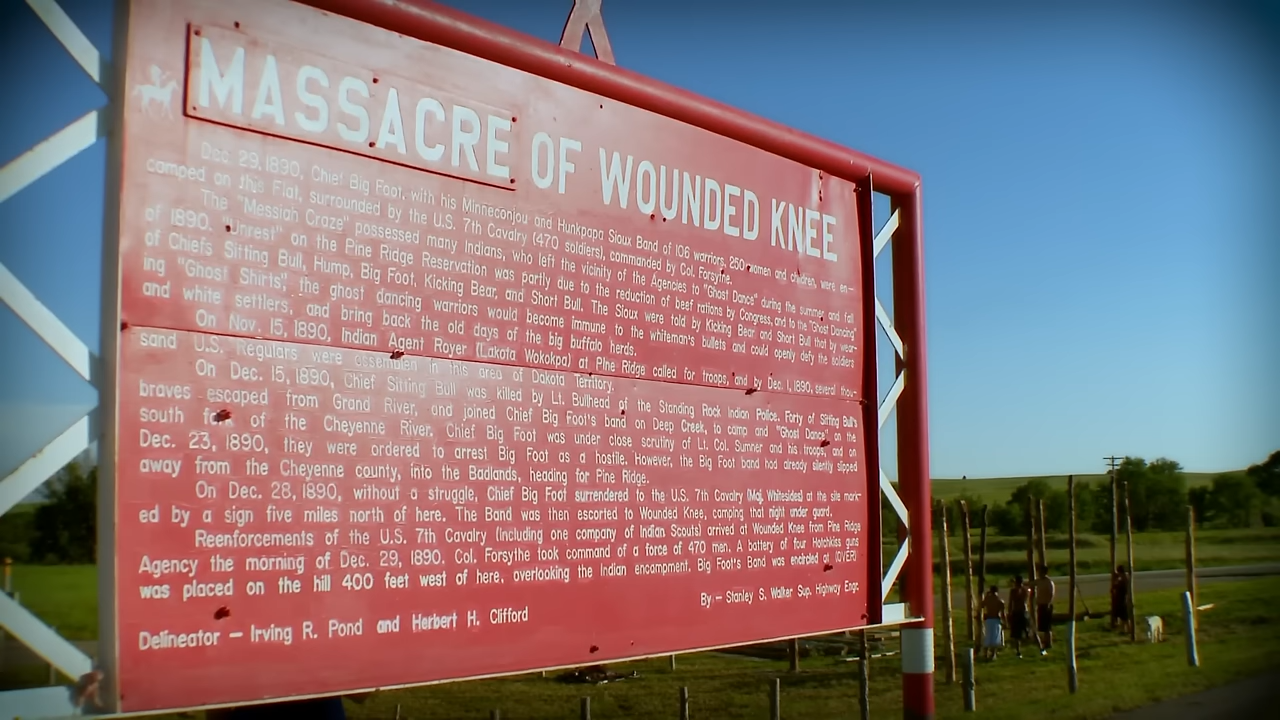 MASSACRE OF WOUNDED KNEE
Dec. 29, 1890, Chief Big Foot, with his Minneconjou and Hunkpapa Sioux Band of 106 warriors, 250 women and children, were en-
camped on this Flat, surrounded by the U.S. 7th Cavalry (470 soldiers), commanded by Col. Forsythe.
The "Messiah Craze" possessed many Indians, who left the vicinity of the Agencies to "Ghost Dance" during the summer and fall
of 1890. "Unrest" on the Pine Ridge Reservation was partly due to the reduction of beef rations by Congress, and to the "Ghost Dancing"
of Chiefs Sitting Bull, Hump, Big Foot, Kicking Bear, and Short Bull. The Sioux were told by Kicking Bear and Short Bull that by wear-
ing "Ghost Shirts", the ghost dancing warriors would become immune to the whiteman's bullets and could openly defy the soldiers
and white settlers, and bring back the old days of the big buffalo herds.
On Nov. 15, 1890, Indian Agent Royer (Lakota Wokokpa) at Pine Ridge called for troops, and by Dec. 1, 1890, several thou-
sand U.S. Regulars were assembled in this area of Dakota Territory.
On Dec. 15, 1890, Chief Sitting Bull was killed by Lt. Bullhead of the Standing Rock Indian Police. Forty of Sitting Bull's
braves escaped from Grand River, and joined Chief Big Foot's band on Deep Creek, to camp and "Ghost Dance" on the
south fork of the Cheyenne River. Chief Big Foot was under close scrutiny of Lt. Col. Sumner and his troops, and on
Dec. 23, 1890, they were ordered to arrest Big Foot as a hostile. However, the Big Foot band had already silently slipped
away from the Cheyenne county, into the Badlands, heading for Pine Ridge.
On Dec. 28, 1890, without a struggle, Chief Big Foot surrendered to the U.S. 7th Cavalry (Maj. Whitesides) at the site mark-
ed by a sign five miles north of here. The Band was then escorted to Wounded Knee, camping that night under guard.
Reenforcements of the U.S. 7th Cavalry (including one company of Indian Scouts) arrived at Wounded Knee from Pine Ridge
Agency the morning of Dec. 29, 1890. Col. Forsythe took command of a force of 470 men. A battery of four Hotchkiss guns
was placed on the hill 400 feet west of here, overlooking the Indian encampment. Big Foot's Band was encircled at (OVER)
By - Stanley S. Walker Sup. Highway Engr.
Delineator - Irving R. Pond and Herbert H. Clifford